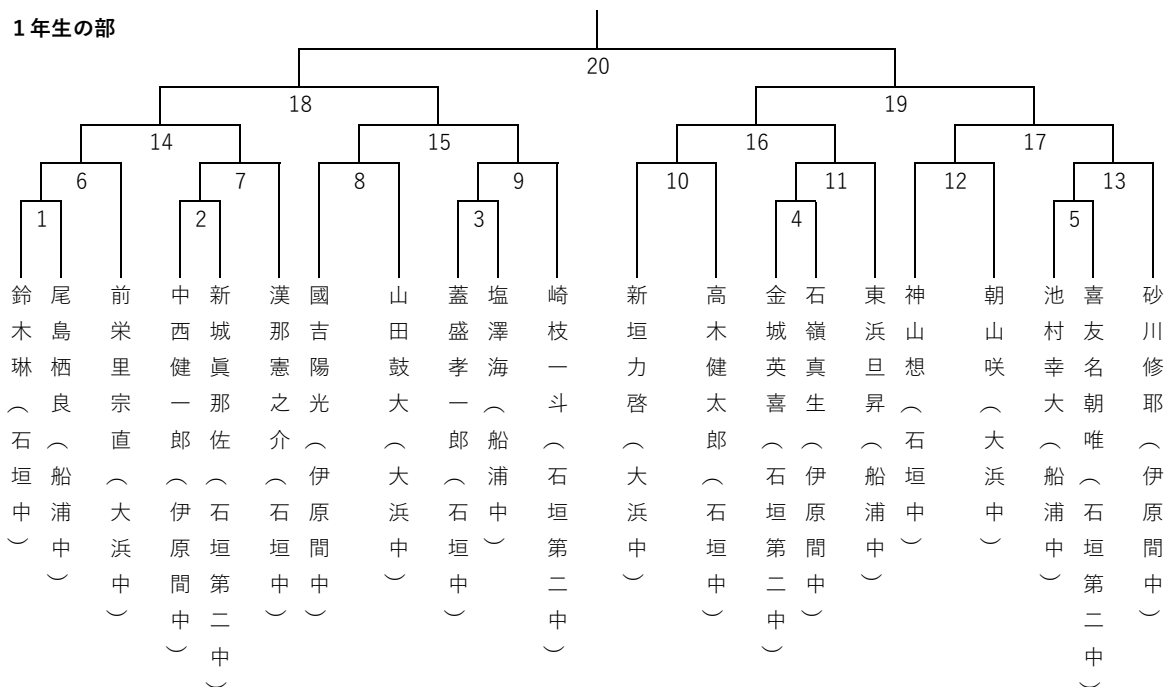 1年生の部
20
18
19
14
15
16
17
6
7
8
9
10
11
12
13
1
2
3
4
5
鈴木琳（石垣中）
尾島栖良（船浦中）
前栄里宗直（大浜中）
中西健一郎（伊原間中）
新城眞那佐（石垣第二中）
漢那憲之介（石垣中）
國吉陽光（伊原間中）
山田鼓大（大浜中）
蓋盛孝一郎（石垣中）
塩澤海（船浦中）
崎枝一斗（石垣第二中）
新垣力啓（大浜中）
高木健太郎（石垣中）
金城英喜（石垣第二中）
石嶺真生（伊原間中）
東浜旦昇（船浦中）
神山想（石垣中）
朝山咲（大浜中）
池村幸大（船浦中）
喜友名朝唯（石垣第二中）
砂川修耶（伊原間中）